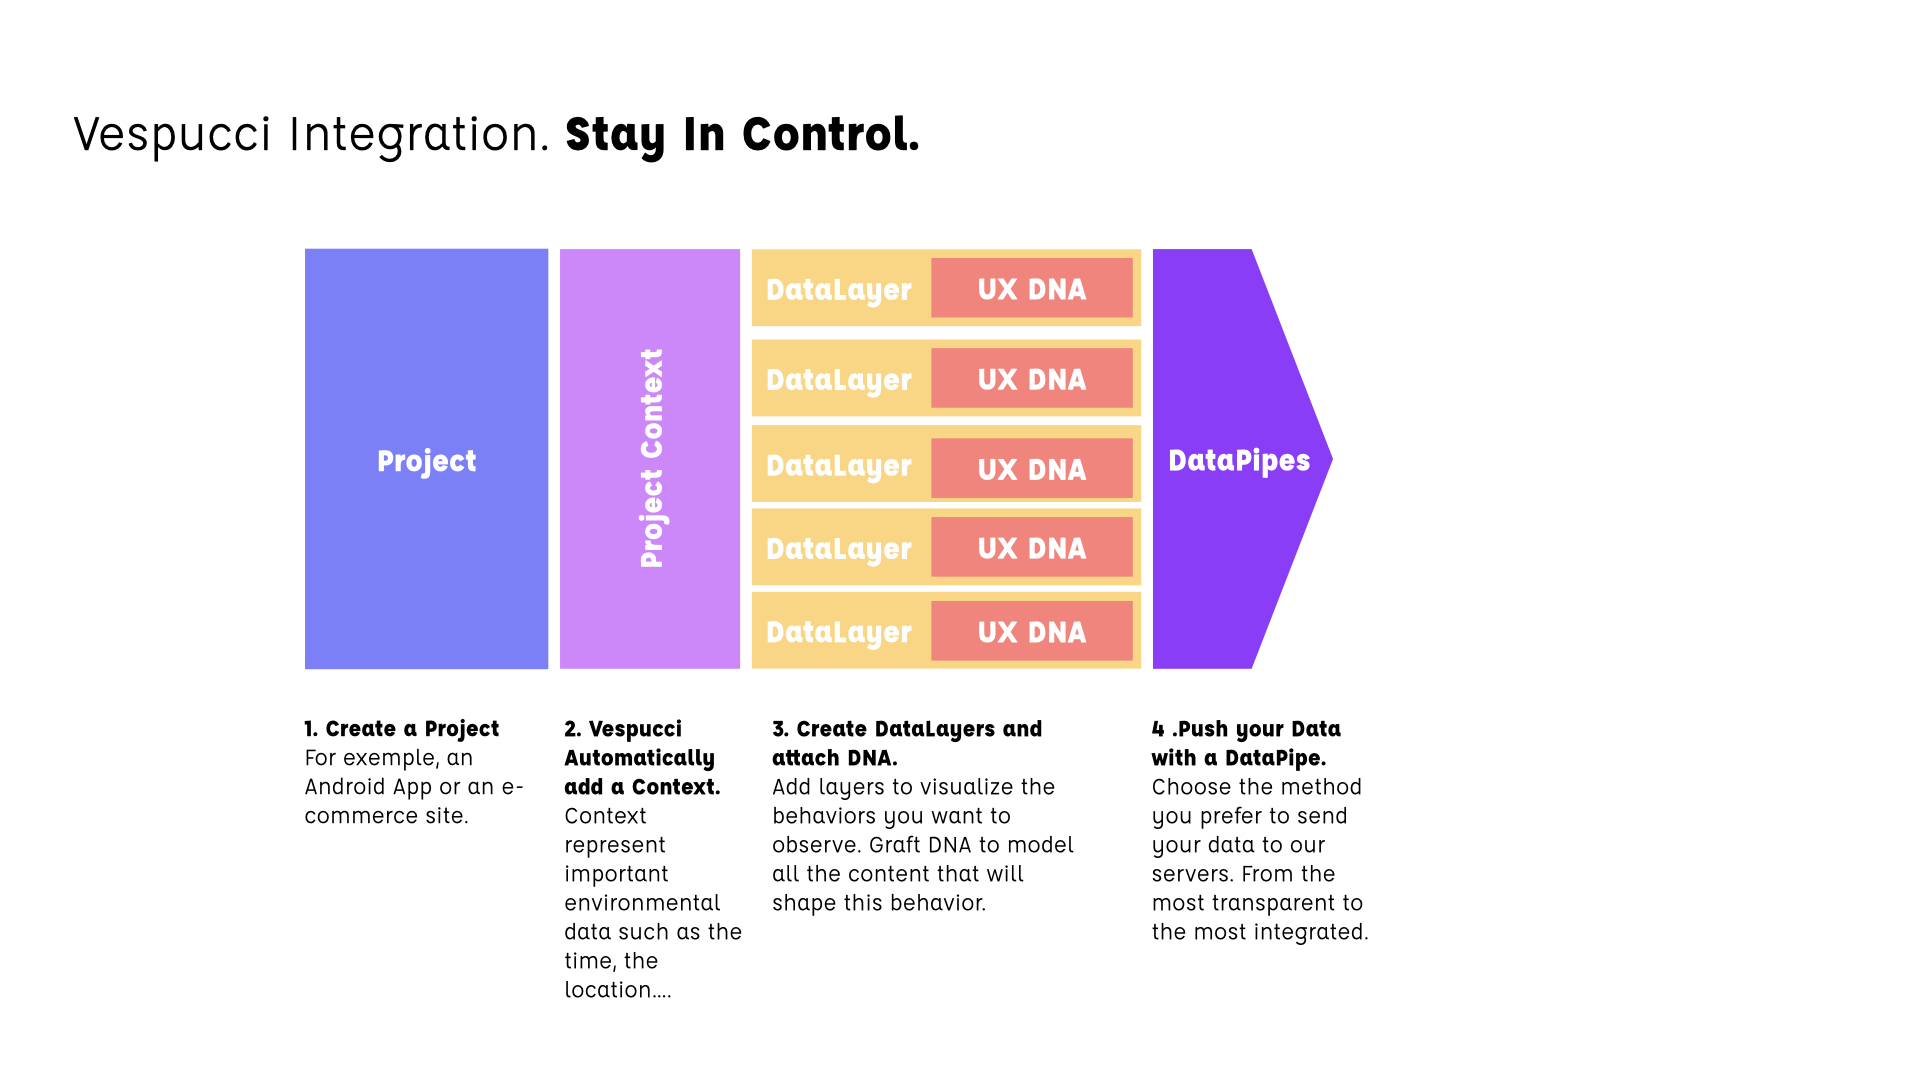 Vespucci Integration. Stay In Control.
Project
Project Context
DataLayer UX DNA
DataLayer UX DNA
DataLayer UX DNA
DataLayer UX DNA
DataLayer UX DNA
DataPipes
1. Create a Project
For exemple, an
Android App or an e-
commerce site.
2. Vespucci
Automatically
add a Context.
Context
represent
important
environmental
data such as the
time, the
location....
3. Create DataLayers and
attach DNA.
Add layers to visualize the
behaviors you want to
observe. Graft DNA to model
all the content that will
shape this behavior.
4 .Push your Data
with a DataPipe.
Choose the method
you prefer to send
your data to our
servers. From the
most transparent to
the most integrated.